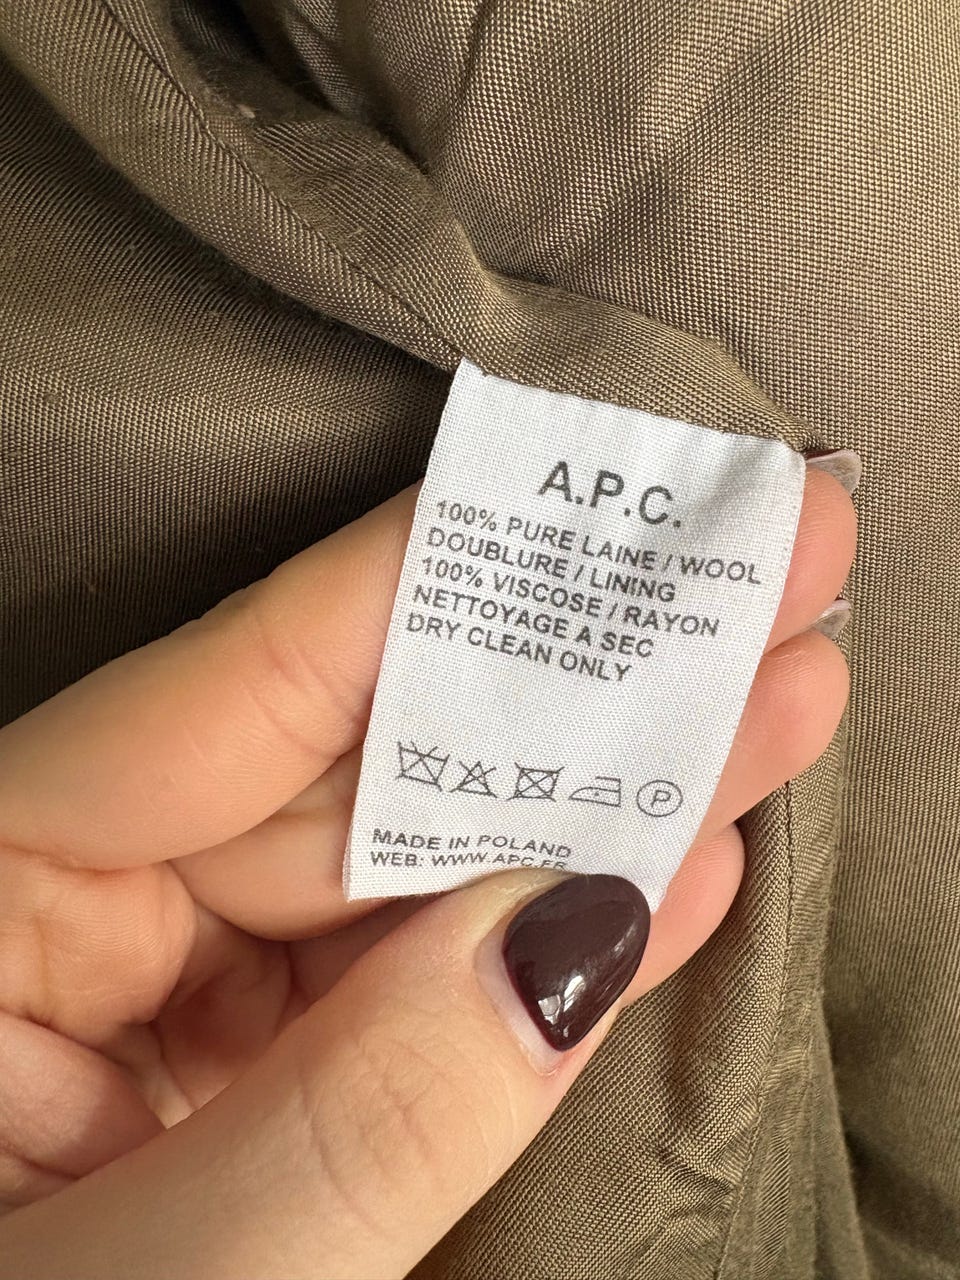 A.P.C.
100% PURE LAINE / WOOL
DOUBLURE / LINING
100% VISCOSE / RAYON
NETTOYAGE A SEC
DRY CLEAN ONLY
P
MADE IN POLAND
WEB: WWW.APC.FR